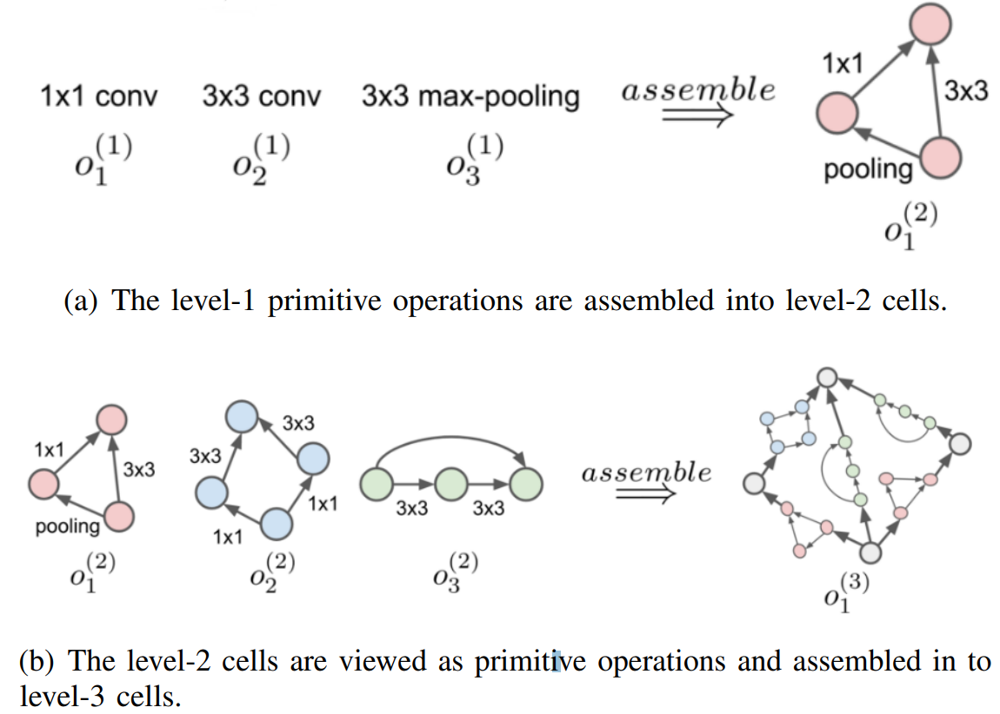 1x1 conv 3x3 conv 3x3 max-pooling assemble 1x1 3x3
o_1^{(1)} o_2^{(1)} o_3^{(1)} ⟹ pooling
o_1^{(2)}
(a) The level-1 primitive operations are assembled into level-2 cells.
1x1 3x3 pooling 3x3 3x3 1x1 1x1 3x3 3x3 assemble
o_1^{(2)} o_2^{(2)} o_3^{(2)} ⟹ o_1^{(3)}
(b) The level-2 cells are viewed as primitive operations and assembled in to
level-3 cells.